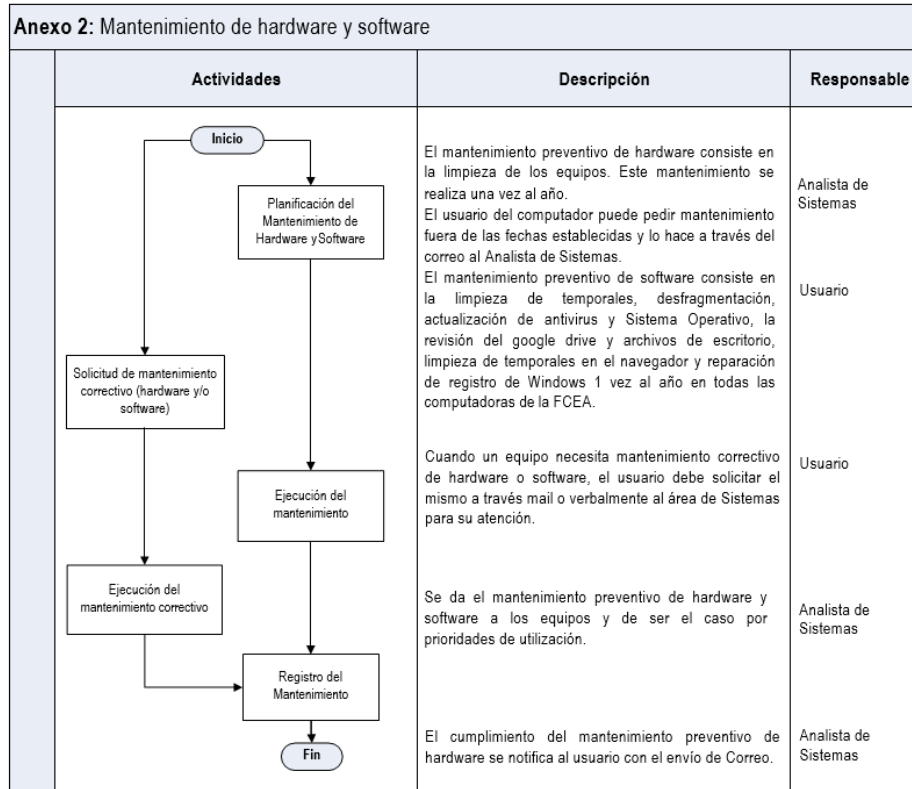 Anexo 2: Mantenimiento de hardware y software
Actividades
Descripción
Responsable
Inicio
Planificación del
Mantenimiento de
Hardware y Software
Solicitud de mantenimiento
correctivo (hardware y/o
software)
Ejecución del
mantenimiento
Ejecución del
mantenimiento correctivo
Registro del
Mantenimiento
Fin
El mantenimiento preventivo de hardware consiste en
la limpieza de los equipos. Este mantenimiento se
realiza una vez al año.
El usuario del computador puede pedir mantenimiento
fuera de las fechas establecidas y lo hace a través del
correo al Analista de Sistemas.
El mantenimiento preventivo de software consiste en
la limpieza de temporales, desfragmentación,
actualización de antivirus y Sistema Operativo, la
revisión del google drive y archivos de escritorio,
limpieza de temporales en el navegador y reparación
de registro de Windows 1 vez al año en todas las
computadoras de la FCEA.
Cuando un equipo necesita mantenimiento correctivo
de hardware o software, el usuario debe solicitar el
mismo a través mail o verbalmente al área de Sistemas
para su atención.
Se da el mantenimiento preventivo de hardware y
software a los equipos y de ser el caso por
prioridades de utilización.
El cumplimiento del mantenimiento preventivo de
hardware se notifica al usuario con el envío de Correo.
Analista de
Sistemas
Usuario
Usuario
Analista de
Sistemas
Analista de
Sistemas